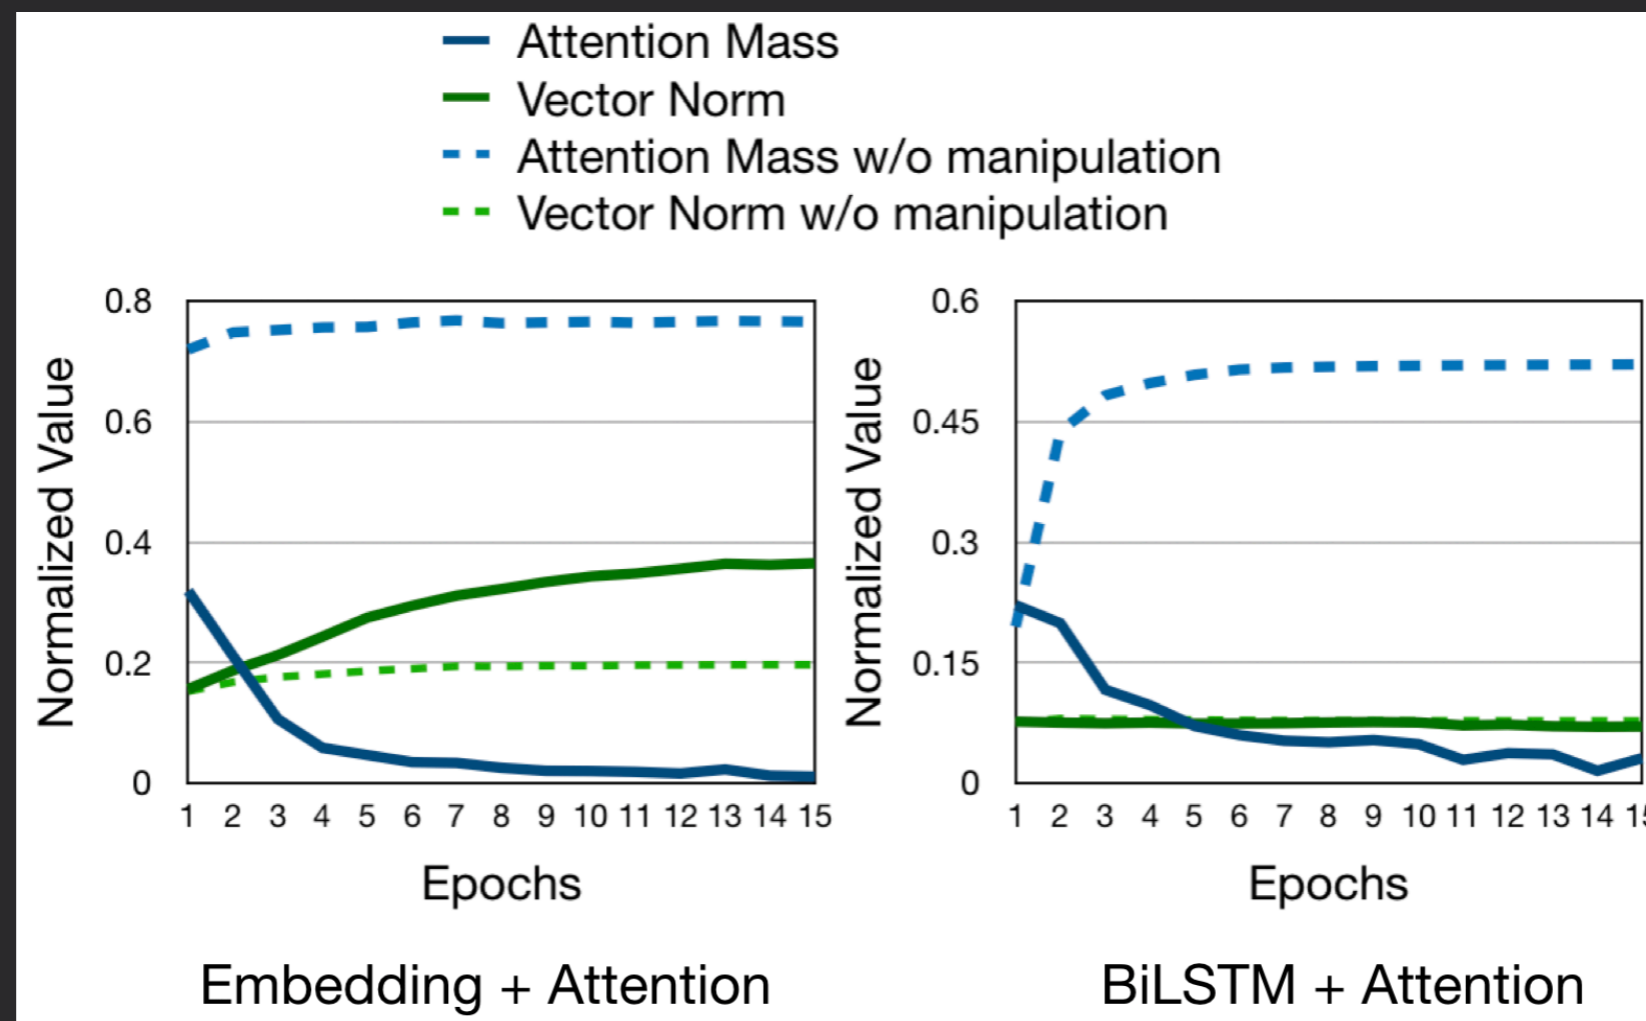 Attention Mass
Vector Norm
Attention Mass w/o manipulation
Vector Norm w/o manipulation
Normalized Value
0.8
0.6
0.4
0.2
0
1 2 3 4 5 6 7 8 9 10 11 12 13 14 15
Epochs
Embedding + Attention
Normalized Value
0.6
0.45
0.3
0.15
0
1 2 3 4 5 6 7 8 9 10 11 12 13 14 15
Epochs
BiLSTM + Attention